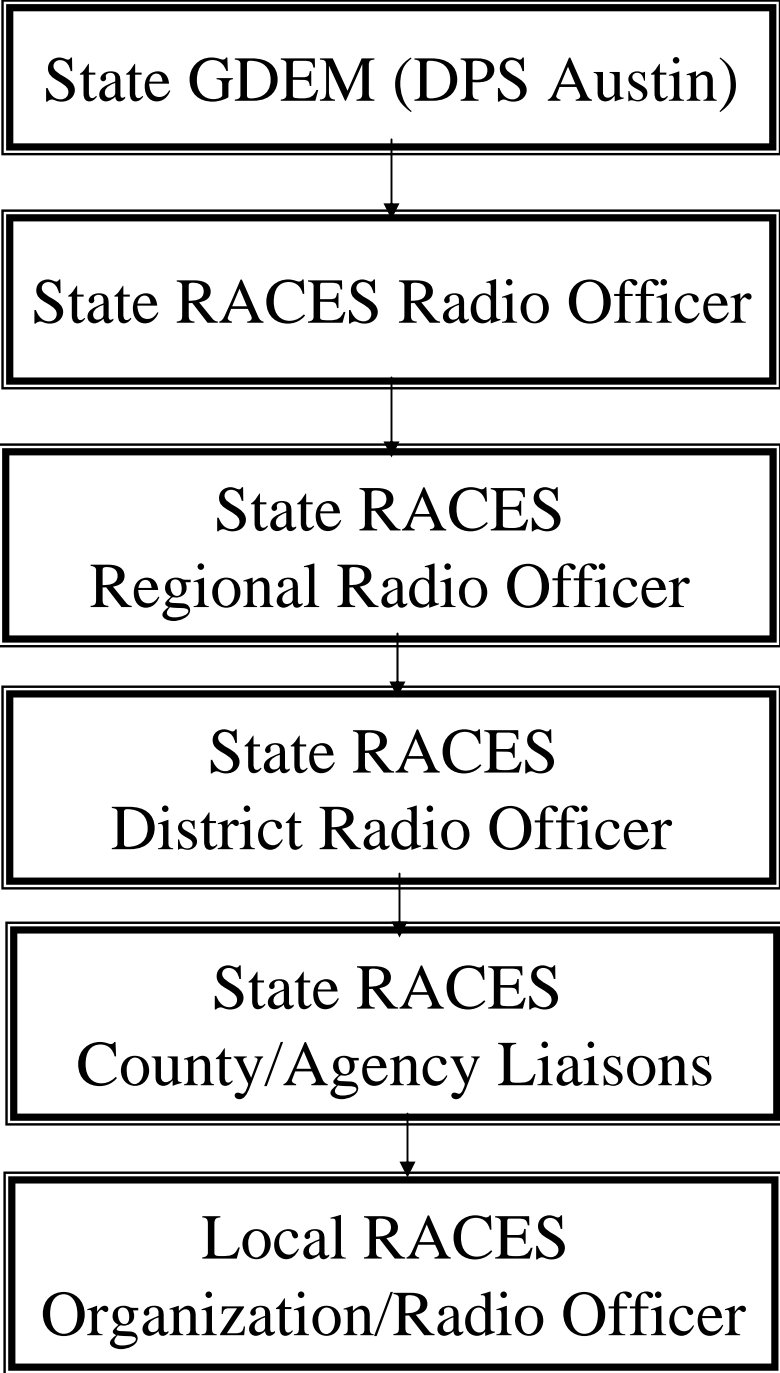 State GDEM (DPS Austin)
State RACES Radio Officer
State RACES
Regional Radio Officer
State RACES
District Radio Officer
State RACES
County/Agency Liaisons
Local RACES
Organization/Radio Officer